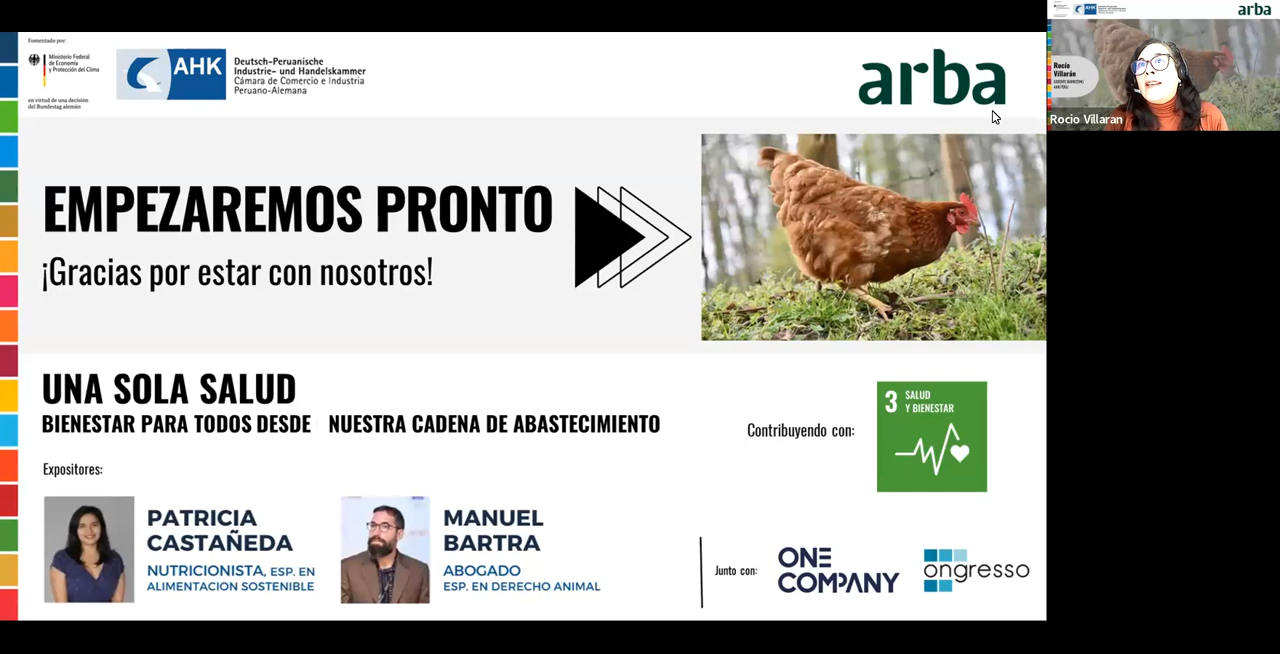 Fomentado por:
Ministerio Federal
de Economía
y Protección del Clima
en virtud de una decisión
del Bundestag alemán
AHK
Deutsch-Peruanische
Industrie- und Handelskammer
Cámara de Comercio e Industria
Peruano-Alemana
arba
EMPEZAREMOS PRONTO
¡Gracias por estar con nosotros!
UNA SOLA SALUD
BIENESTAR PARA TODOS DESDE NUESTRA CADENA DE ABASTECIMIENTO
Contribuyendo con:
3 SALUD
Y BIENESTAR
Expositores:
PATRICIA
CASTAÑEDA
NUTRICIONISTA, ESP. EN
ALIMENTACION SOSTENIBLE
MANUEL
BARTRA
ABOGADO
ESP. EN DERECHO ANIMAL
Junto con:
ONE
COMPANY
ongresso
AHK
arba
Rocío
Villarán
Rocio Villaran